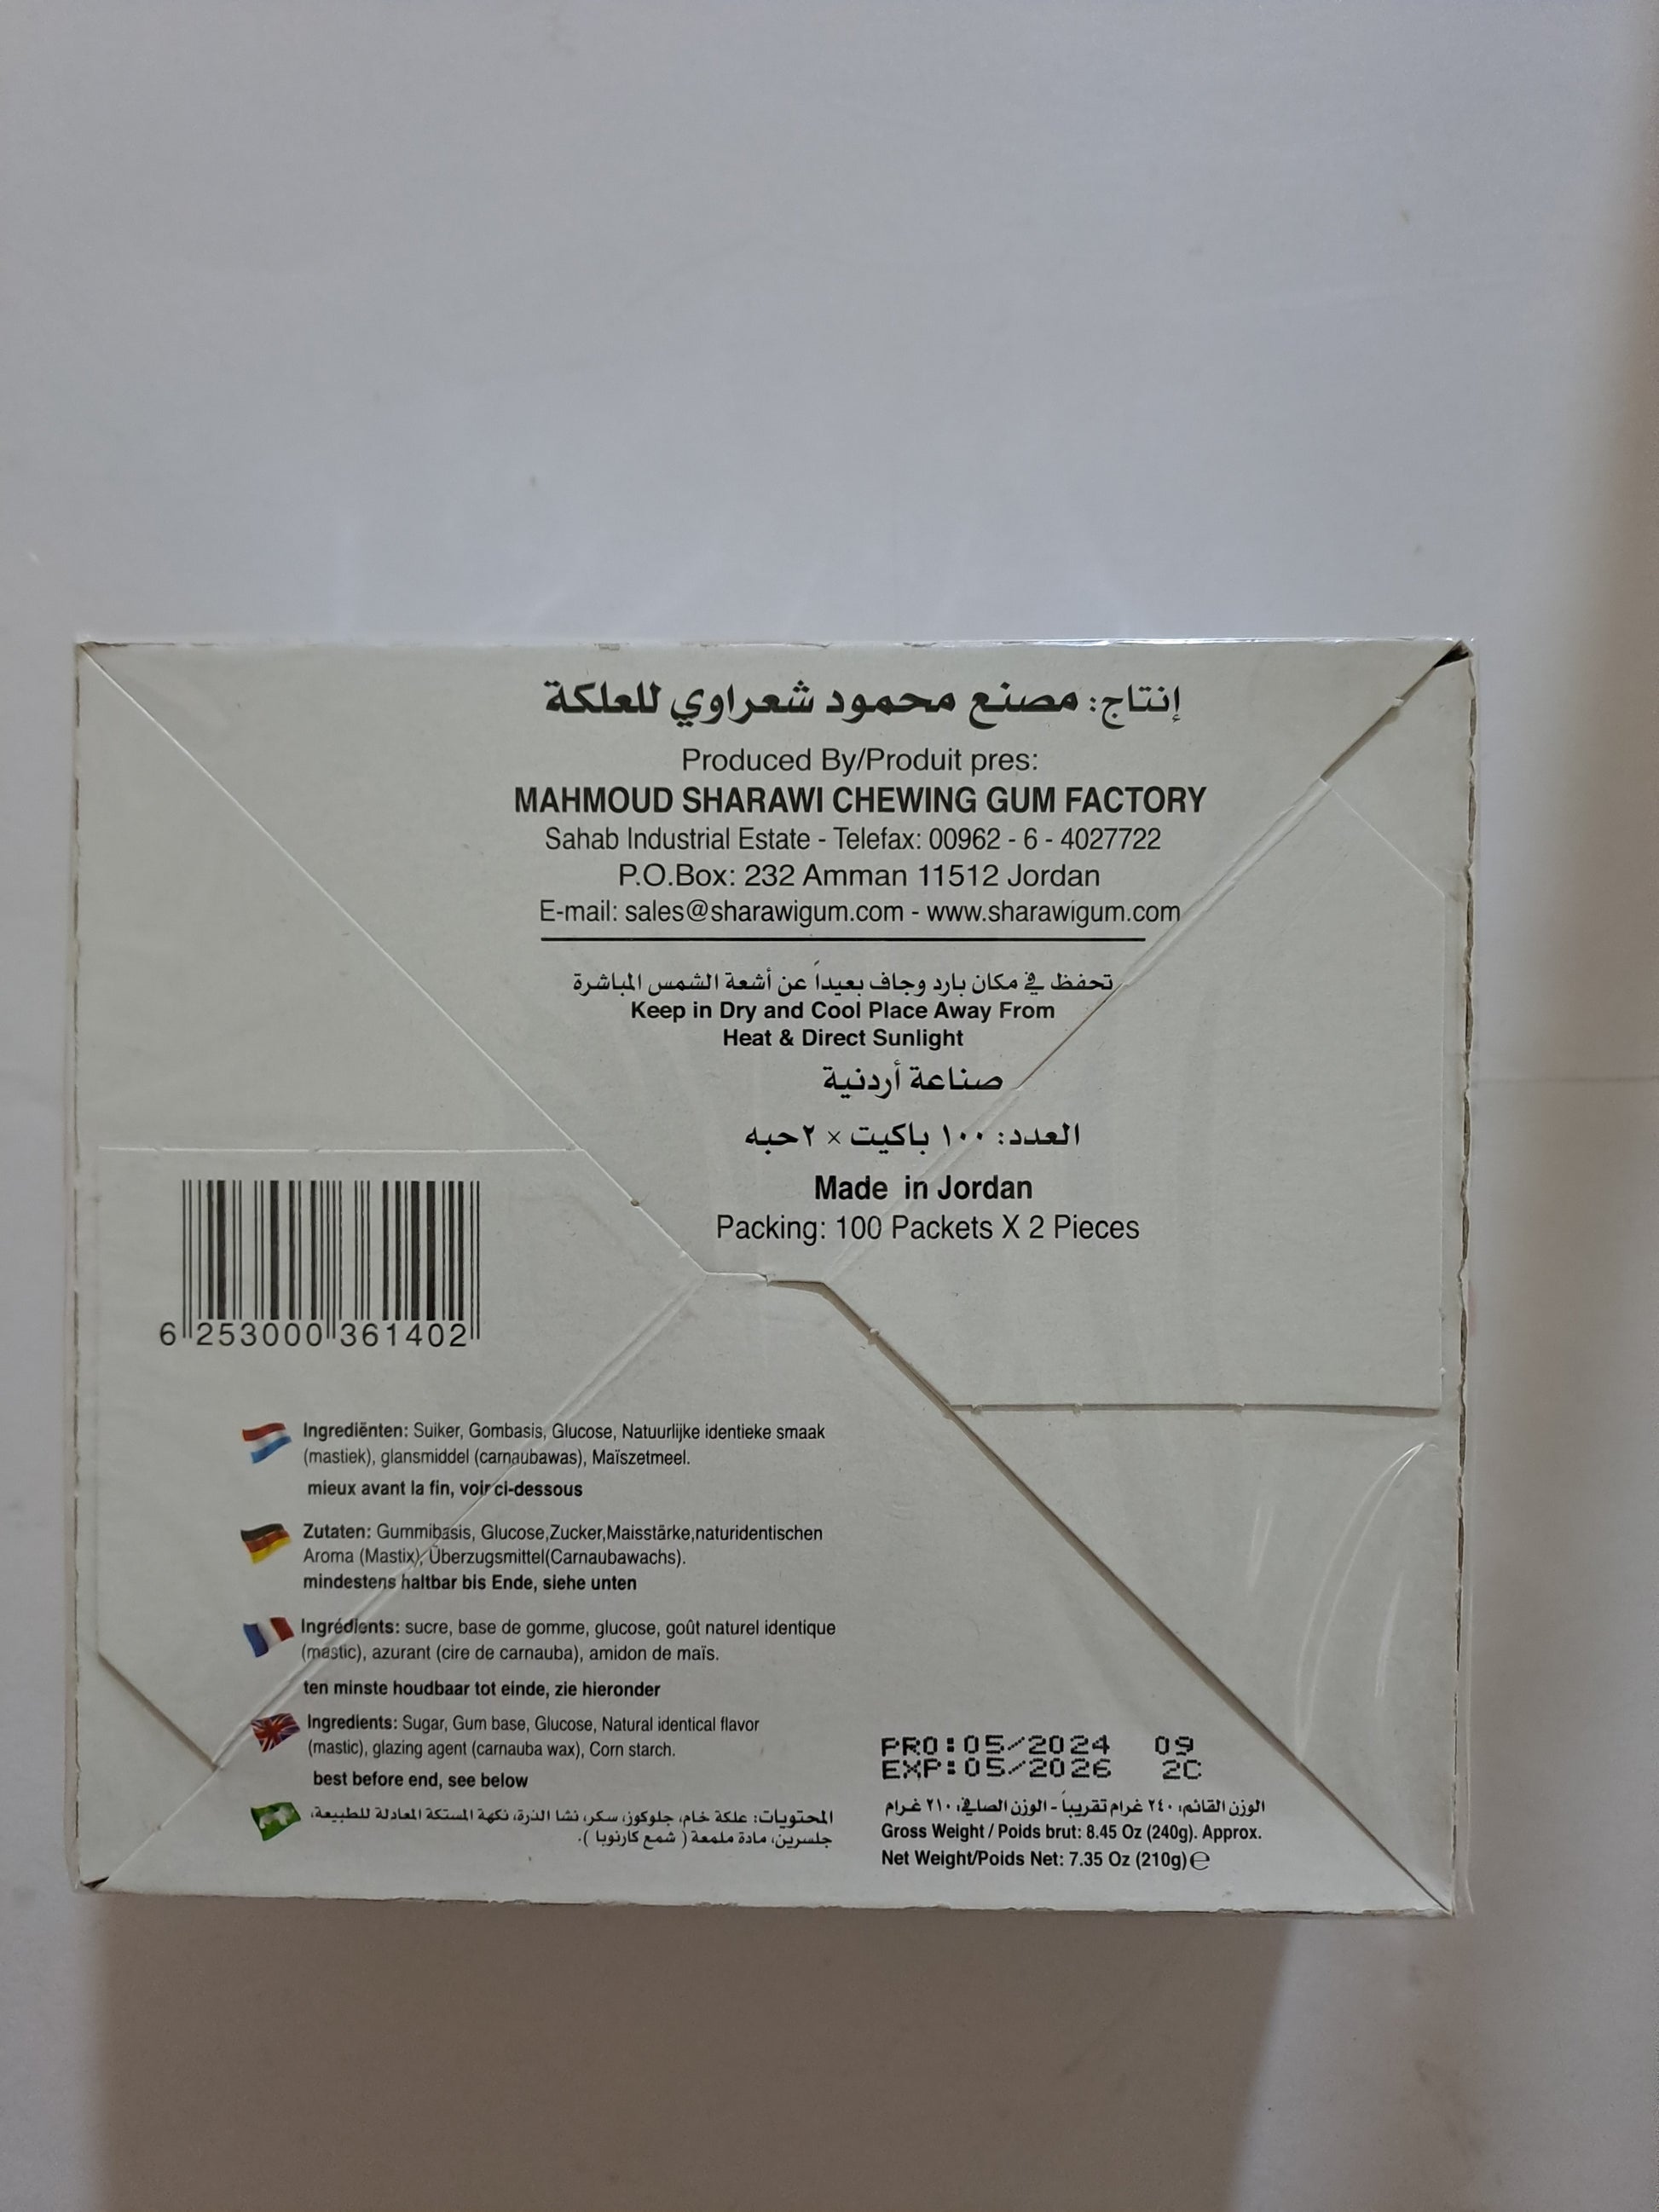 إنتاج: مصنع محمود شعراوي للعلكة
Produced By/Produit pres:
MAHMOUD SHARAWI CHEWING GUM FACTORY
Sahab Industrial Estate - Telefax: 00962 - 6 - 4027722
P.O.Box: 232 Amman 11512 Jordan
E-mail: sales@sharawigum.com - www.sharawigum.com
تحفظ في مكان بارد وجاف بعيداً عن أشعة الشمس المباشرة
Keep in Dry and Cool Place Away From
Heat & Direct Sunlight
صناعة أردنية
العدد: ١٠٠ باكيت × ٢ حبه
Made in Jordan
Packing: 100 Packets X 2 Pieces
6 253000 361402
Ingrediënten: Suiker, Gombasis, Glucose, Natuurlijke identieke smaak
(mastiek), glansmiddel (carnaubawas), Maïszetmeel.
mieux avant la fin, voir ci-dessous
Zutaten: Gummibasis, Glucose,Zucker,Maisstärke,naturidentischen
Aroma (Mastix), Überzugsmittel(Carnaubawachs).
mindestens haltbar bis Ende, siehe unten
Ingrédients: sucre, base de gomme, glucose, goût naturel identique
(mastic), azurant (cire de carnauba), amidon de maïs.
ten minste houdbaar tot einde, zie hieronder
Ingredients: Sugar, Gum base, Glucose, Natural identical flavor
(mastic), glazing agent (carnauba wax), Corn starch.
best before end, see below
المحتويات: علكة خام، جلوكوز، سكر، نشا الذرة، نكهة المستكة المعادلة للطبيعة،
جلسرين، مادة ملمعة ( شمع كارنوبا ).
PRO:05/2024 09
EXP:05/2026 2C
الوزن القائم: ٢٤٠ غرام تقريباً - الوزن الصافي: ٢١٠ غرام
Gross Weight / Poids brut: 8.45 Oz (240g). Approx.
Net Weight/Poids Net: 7.35 Oz (210g) ℮